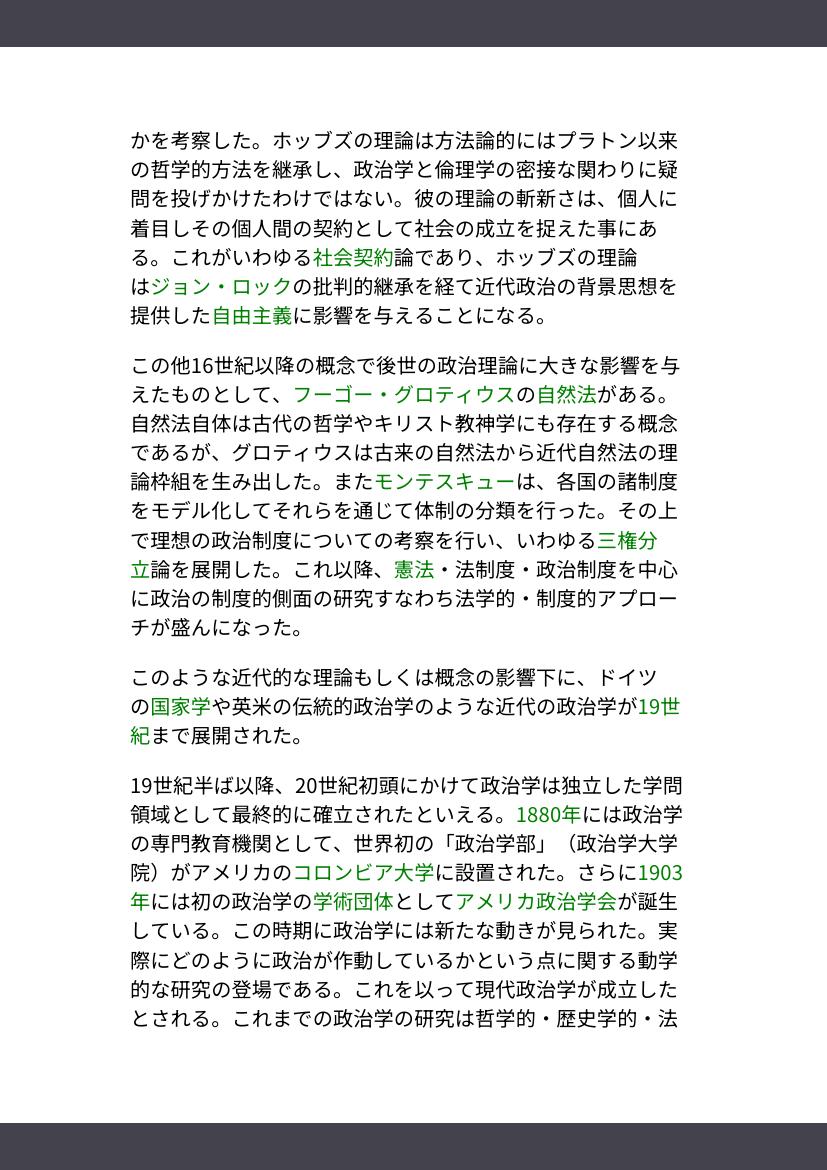 かを考察した。ホッブズの理論は方法論的にはプラトン以来
の哲学的方法を継承し、政治学と倫理学の密接な関わりに疑
問を投げかけたわけではない。彼の理論の斬新さは、個人に
着目しその個人間の契約として社会の成立を捉えた事にあ
る。これがいわゆる社会契約論であり、ホッブズの理論
はジョン・ロックの批判的継承を経て近代政治の背景思想を
提供した自由主義に影響を与えることになる。
この他16世紀以降の概念で後世の政治理論に大きな影響を与
えたものとして、フーゴー・グロティウスの自然法がある。
自然法自体は古代の哲学やキリスト教神学にも存在する概念
であるが、グロティウスは古来の自然法から近代自然法の理
論枠組を生み出した。またモンテスキューは、各国の諸制度
をモデル化してそれらを通じて体制の分類を行った。その上
で理想の政治制度についての考察を行い、いわゆる三権分
立論を展開した。これ以降、憲法・法制度・政治制度を中心
に政治の制度的側面の研究すなわち法学的・制度的アプロー
チが盛んになった。
このような近代的な理論もしくは概念の影響下に、ドイツ
の国家学や英米の伝統的政治学のような近代の政治学が19世
紀まで展開された。
19世紀半ば以降、20世紀初頭にかけて政治学は独立した学問
領域として最終的に確立されたといえる。1880年には政治学
の専門教育機関として、世界初の「政治学部」（政治学大学
院）がアメリカのコロンビア大学に設置された。さらに1903
年には初の政治学の学術団体としてアメリカ政治学会が誕生
している。この時期に政治学には新たな動きが見られた。実
際にどのように政治が作動しているかという点に関する動学
的な研究の登場である。これを以って現代政治学が成立した
とされる。これまでの政治学の研究は哲学的・歴史学的・法